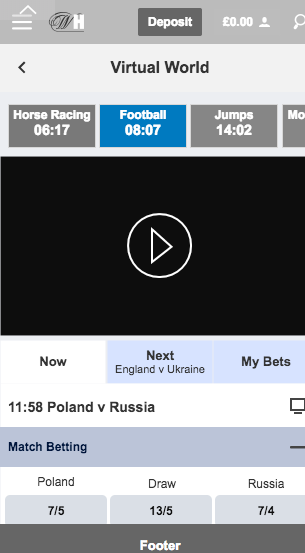 WH
Deposit
£0.00
Virtual World
Horse Racing
06:17
Football
08:07
Jumps
14:02
Mo
Now
Next
England v Ukraine
My Bets
11:58 Poland v Russia
Match Betting
Poland
Draw
Russia
7/5
13/5
7/4
Footer